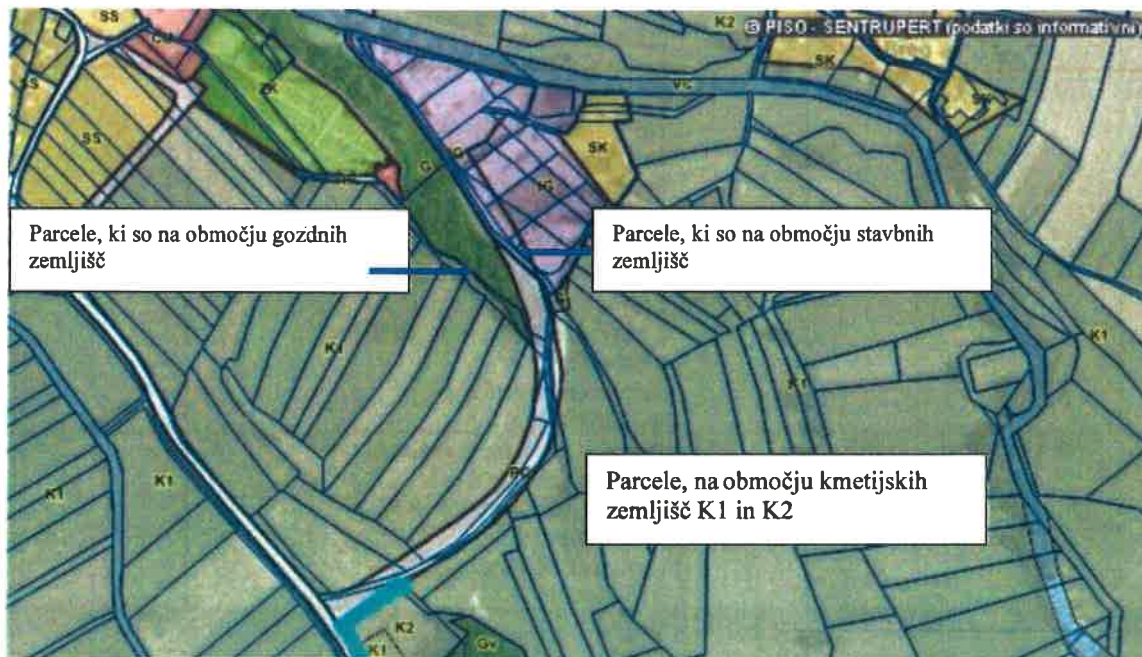 K2
© PISO - SENTRUPERT (podatki so informativni)
SS
SS
SK
ZK
VC
SS
SK
G
G
IG
Parcele, ki so na območju gozdnih
zemljišč
Parcele, ki so na območju stavbnih
zemljišč
K1
K1
K1
Parcele, na območju kmetijskih
zemljišč K1 in K2
K1
K1
PC
K2
K1
Gv